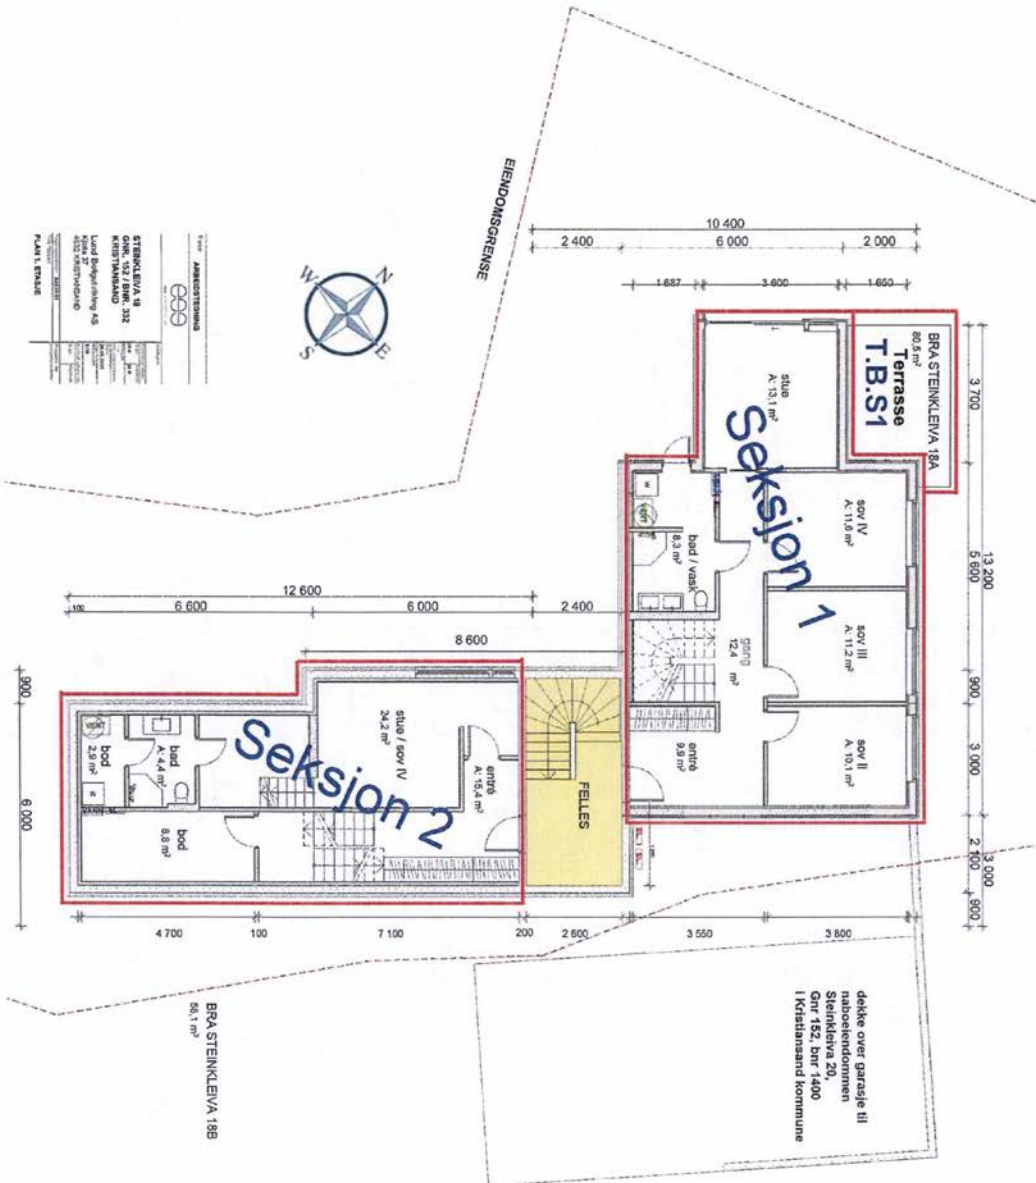 EIENDOMSGRENSE
N
E
S
W
ARBEIDSTEGNING
STEINKLEIVA 18
GNR. 152 / BNR. 332
KRISTIANSAND
Lund Boligutvikling AS
4632 KRISTIANSAND
PLAN 1. ETASJE
10 400
2 400
6 000
2 000
1 687
3 600
1 650
BRA STEINKLEIVA 18A
80,5 m²
Terrasse
T.B.S1
stue
A: 13,1 m²
Seksjon 1
sov IV
A: 11,6 m²
sov III
A: 11,2 m²
sov II
A: 10,1 m²
bad / vask
8,3 m²
gang
12,4 m²
entré
9,9 m²
W
3 700
13 200
5 600
900
3 000
3 000
2 100
900
12 600
100
6 600
6 000
2 400
8 600
900
6 000
stue / sov IV
24,2 m²
Seksjon 2
entré
A: 15,4 m²
bad
A: 4,4 m²
bod
2,9 m²
W
bod
8,8 m²
FELLES
4 700
100
7 100
200
2 600
3 550
3 800
BRA STEINKLEIVA 18B
56,1 m²
dekke over garasje til
naboeiendommen
Steinkleiva 20,
Gnr 152, bnr 1400
i Kristiansand kommune